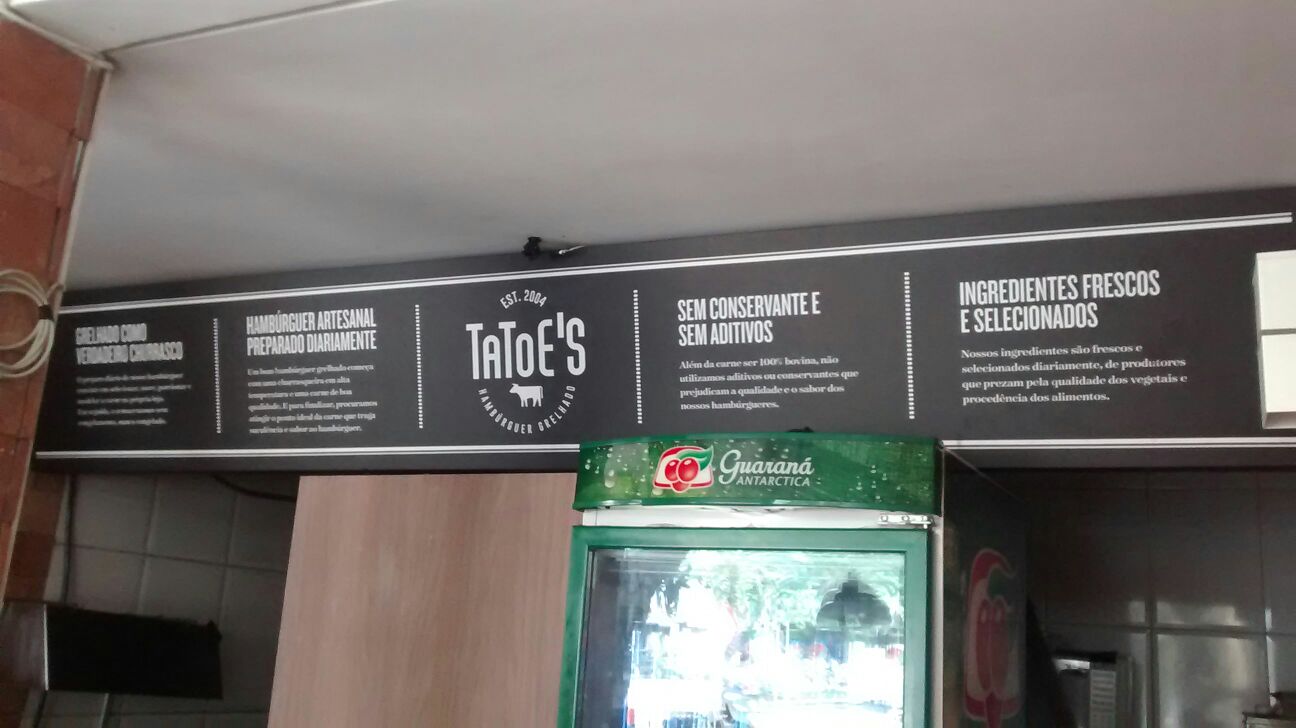 GRELHADO COMO
VERDADEIRO CHURRASCO
HAMBÚRGUER ARTESANAL
PREPARADO DIARIAMENTE
Um bom hambúrguer grelhado começa
com uma churrasqueira em alta
temperatura e uma carne de boa
qualidade. E para finalizar, procuramos
atingir o ponto ideal da carne que traga
suculência e sabor ao hambúrguer.
EST. 2004
TATOE'S
HAMBÚRGUER GRELHADO
SEM CONSERVANTE E
SEM ADITIVOS
Além da carne ser 100% bovina, não
utilizamos aditivos ou conservantes que
prejudicam a qualidade e o sabor dos
nossos hambúrgueres.
INGREDIENTES FRESCOS
E SELECIONADOS
Nossos ingredientes são frescos e
selecionados diariamente, de produtores
que prezam pela qualidade dos vegetais e
procedência dos alimentos.
Guaraná
ANTARCTICA